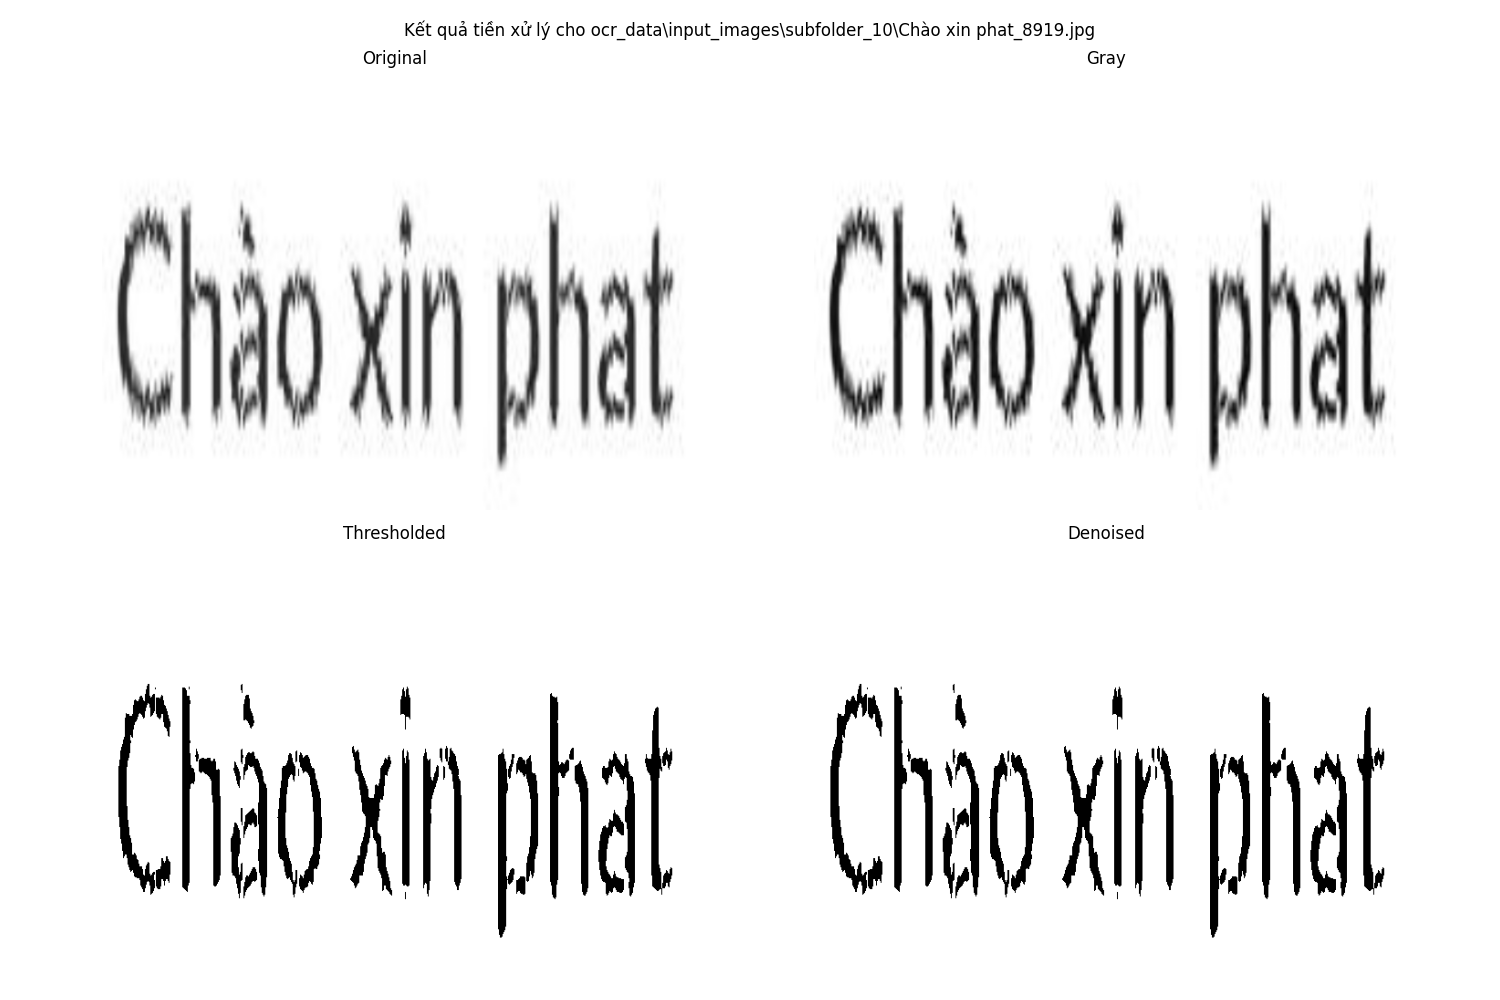 Kết quả tiền xử lý cho ocr_data\input_images\subfolder_10\Chào xin phat_8919.jpg
Original
Gray
Chào xin phat
Chào xin phat
Thresholded
Denoised
Chào xin phat
Chào xin phat